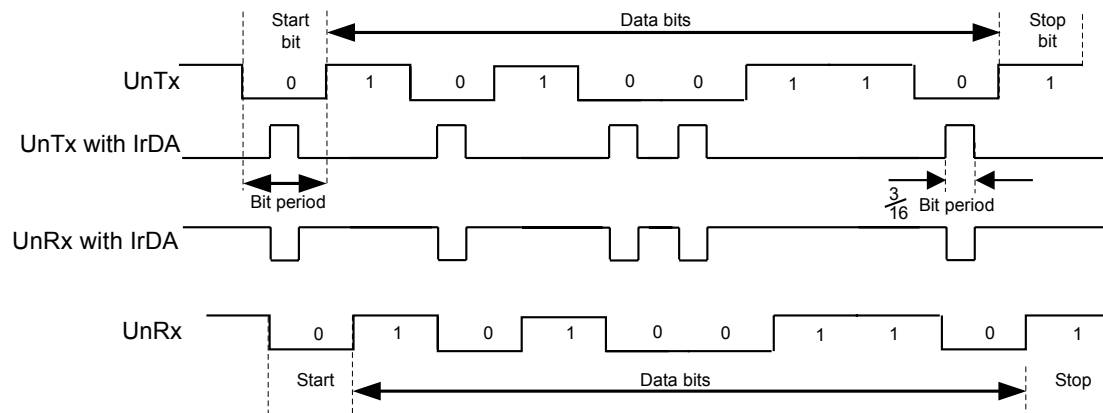 Start
bit
Data bits
Stop
bit
UnTx
0 1 0 1 0 0 1 1 0 1
UnTx with IrDA
Bit period
3/16 Bit period
UnRx with IrDA
UnRx
0 1 0 1 0 0 1 1 0 1
Start
Data bits
Stop